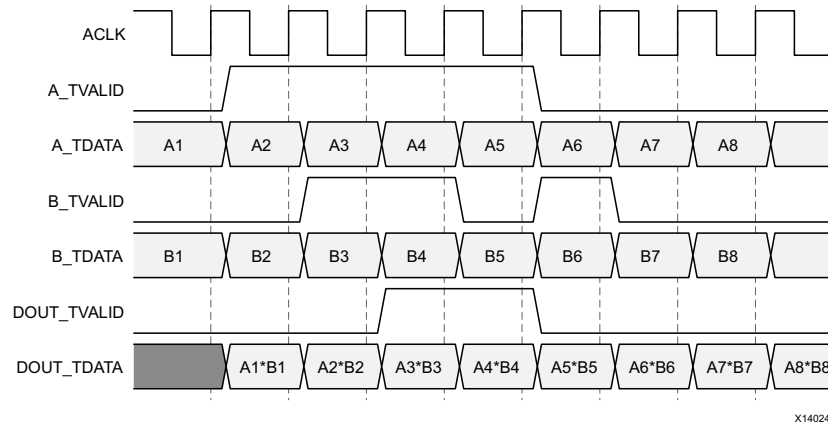 ACLK
A_TVALID
A_TDATA A1 A2 A3 A4 A5 A6 A7 A8
B_TVALID
B_TDATA B1 B2 B3 B4 B5 B6 B7 B8
DOUT_TVALID
DOUT_TDATA A1*B1 A2*B2 A3*B3 A4*B4 A5*B5 A6*B6 A7*B7 A8*B8
X14024